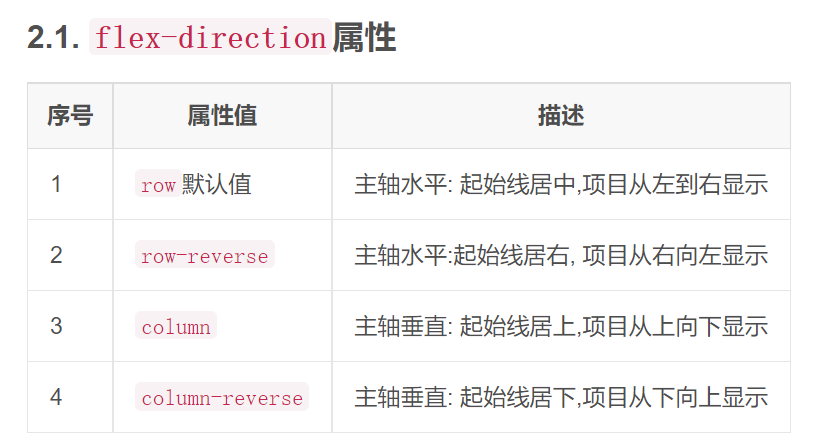 2.1. flex-direction属性
序号 属性值 描述
1 row默认值 主轴水平: 起始线居中,项目从左到右显示
2 row-reverse 主轴水平:起始线居右, 项目从右向左显示
3 column 主轴垂直: 起始线居上,项目从上向下显示
4 column-reverse 主轴垂直: 起始线居下,项目从下向上显示